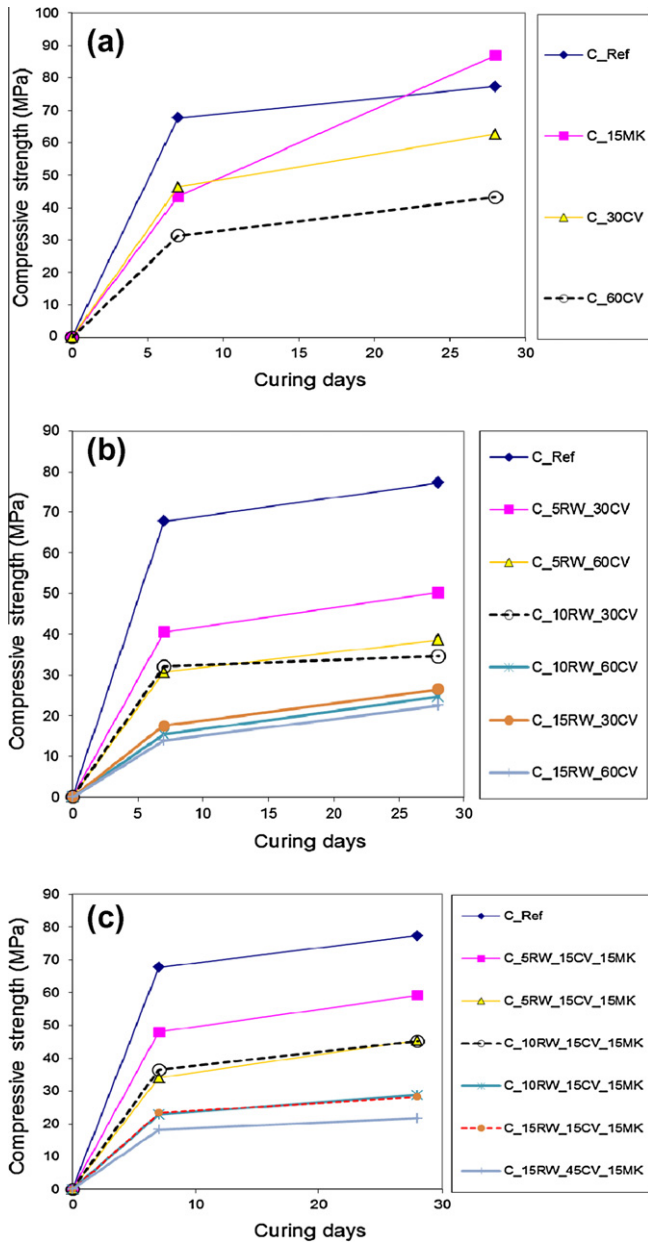 (a)
Compressive strength (MPa)
100
90
80
70
60
50
40
30
20
10
0
0 5 10 15 20 25 30
Curing days
C_Ref
C_15MK
C_30CV
C_60CV
(b)
Compressive strength (MPa)
90
80
70
60
50
40
30
20
10
0
0 5 10 15 20 25 30
Curing days
C_Ref
C_5RW_30CV
C_5RW_60CV
C_10RW_30CV
C_10RW_60CV
C_15RW_30CV
C_15RW_60CV
(c)
Compressive strength (MPa)
90
80
70
60
50
40
30
20
10
0
0 10 20 30
Curing days
C_Ref
C_5RW_15CV_15MK
C_5RW_15CV_15MK
C_10RW_15CV_15MK
C_10RW_15CV_15MK
C_15RW_15CV_15MK
C_15RW_45CV_15MK